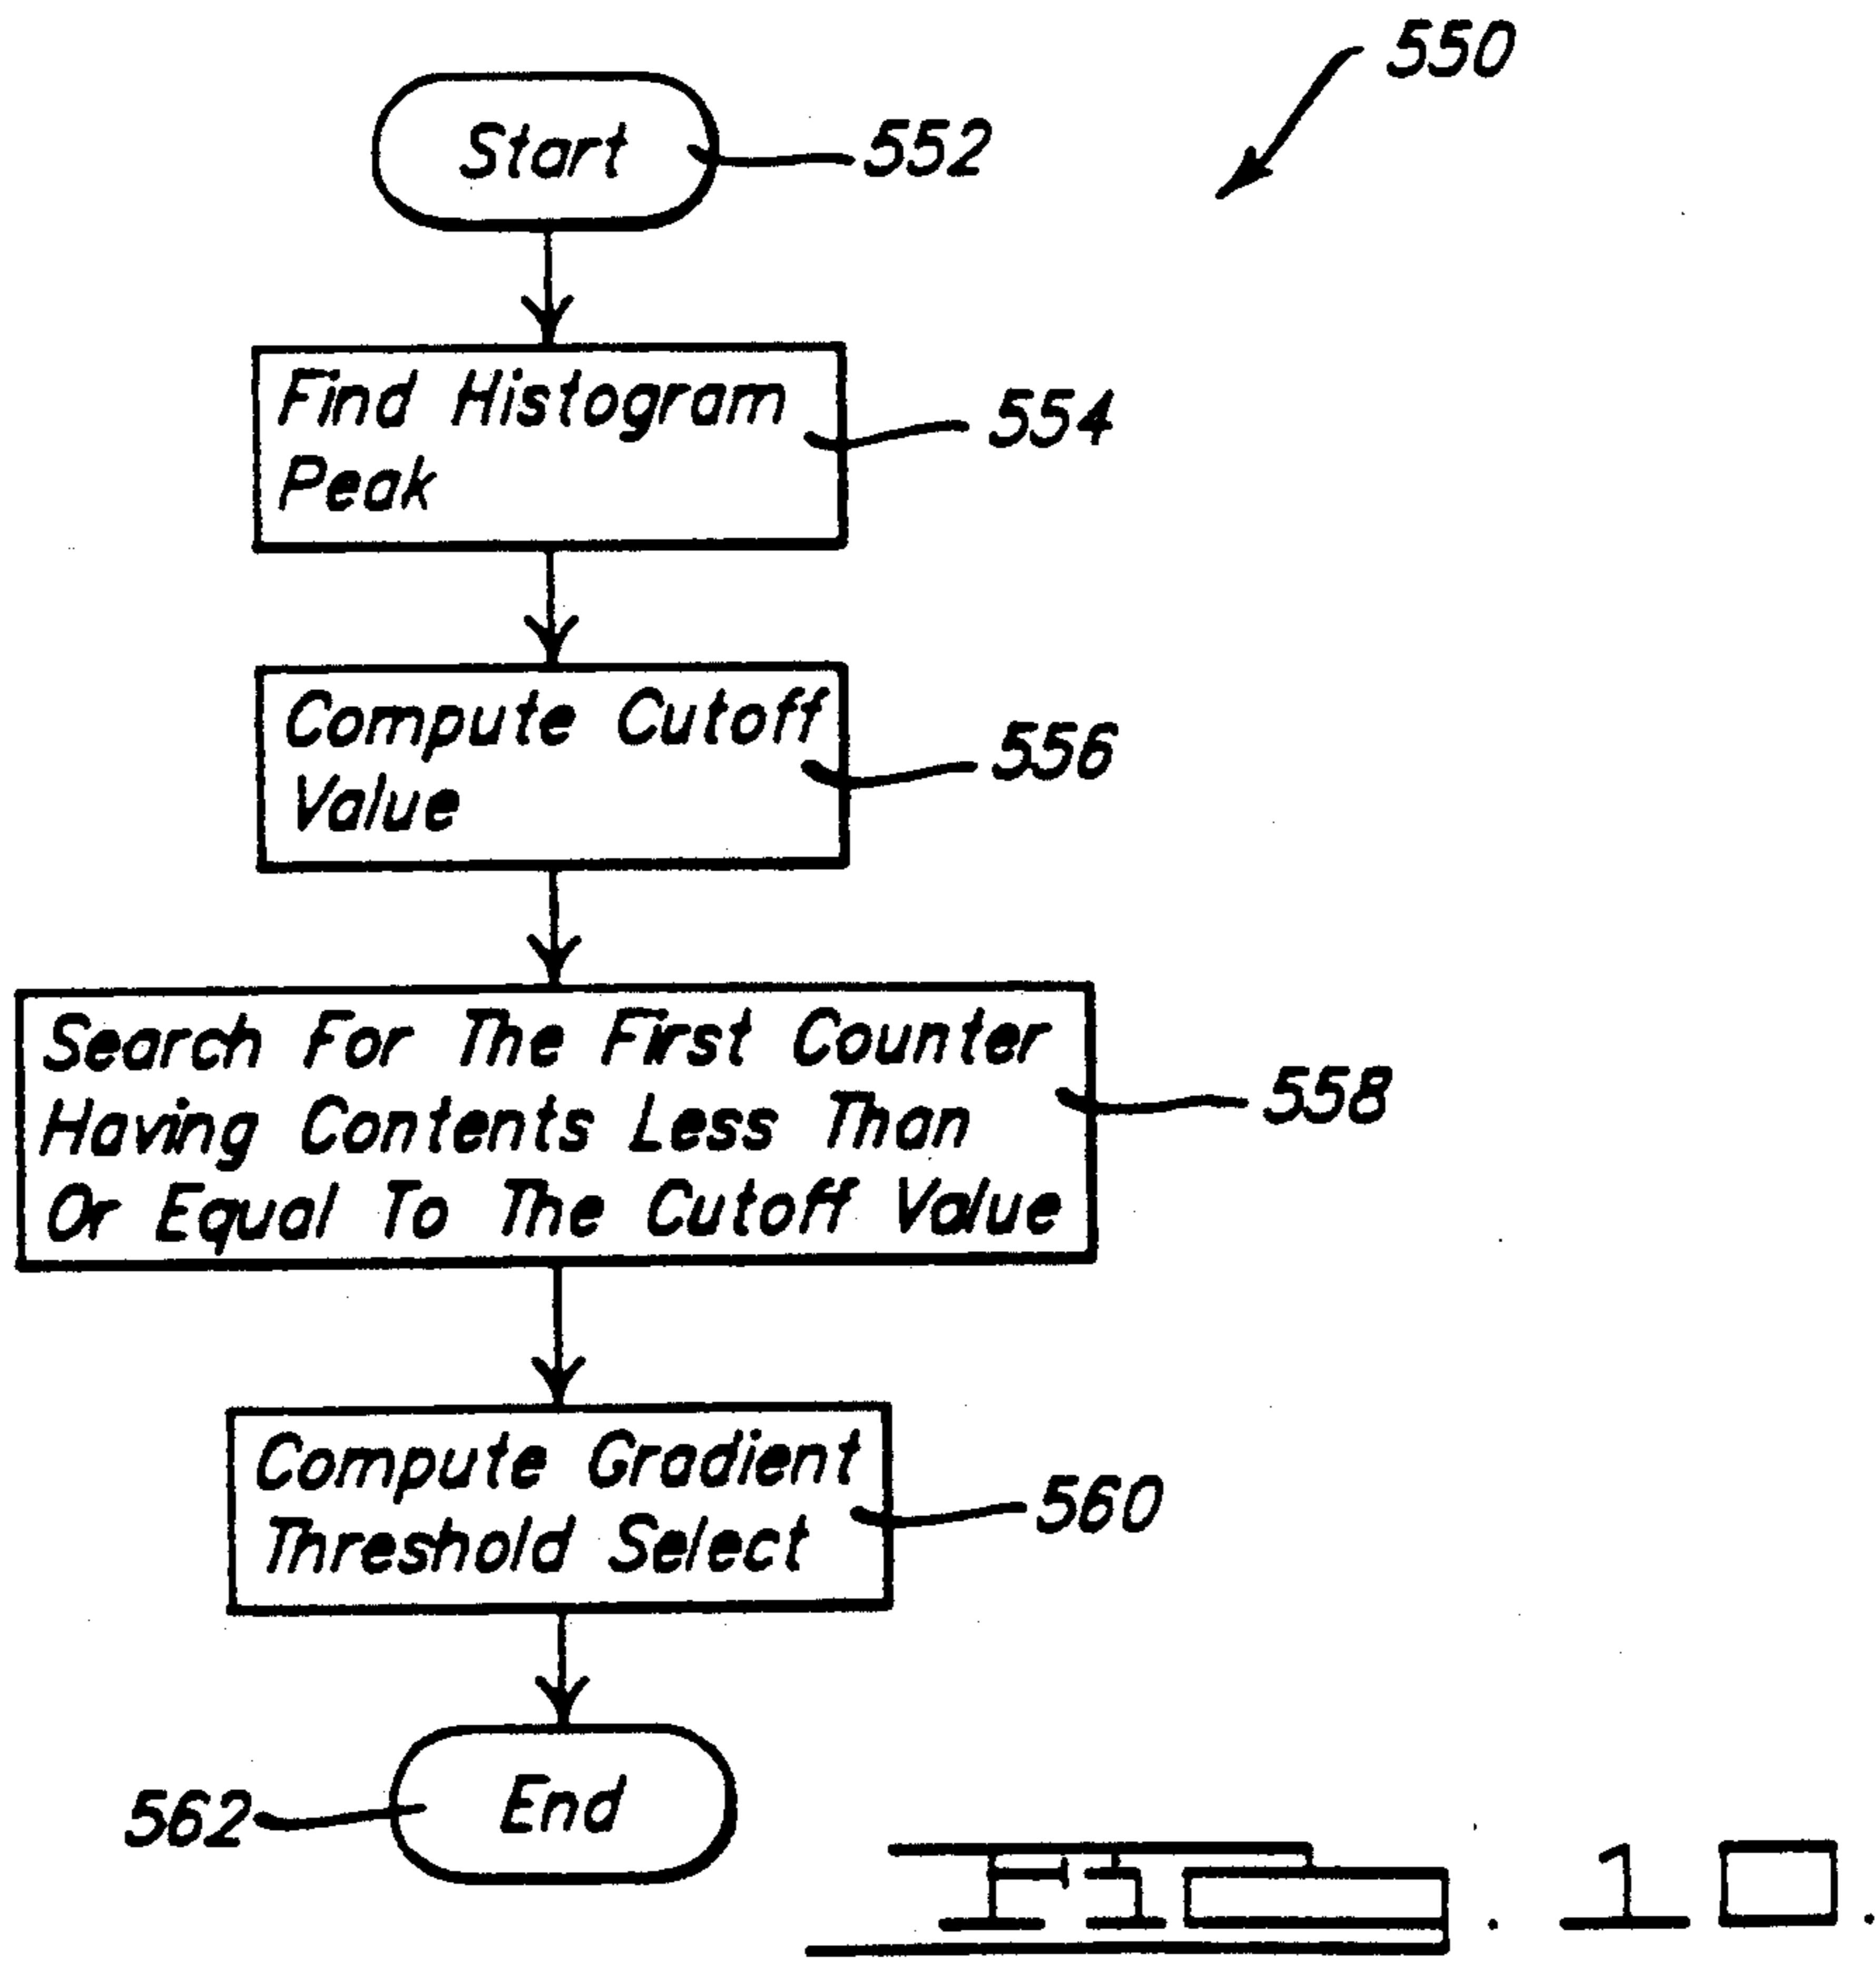 550
Start
552
Find Histogram
Peak
554
Compute Cutoff
Value
556
Search For The First Counter
Having Contents Less Than
Or Equal To The Cutoff Value
558
Compute Gradient
Threshold Select
560
End
562
FIG. 10.